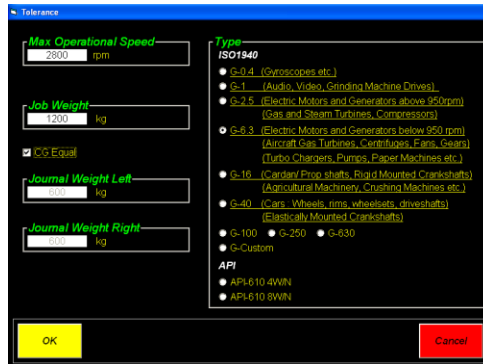 Tolerance
Max Operational Speed
2800 rpm
Job Weight
1200 kg
CG Equal
Journal Weight Left
600 kg
Journal Weight Right
600 kg
Type
ISO1940
G-0.4 (Gyroscopes etc.)
G-1 (Audio, Video, Grinding Machine Drives)
G-2.5 (Electric Motors and Generators above 950rpm)
(Gas and Steam Turbines, Compressors)
G-6.3 (Electric Motors and Generators below 950 rpm)
(Aircraft Gas Turbines, Centrifuges, Fans, Gears)
(Turbo Chargers, Pumps, Paper Machines etc.)
G-16 (Cardan/ Prop shafts, Rigid Mounted Crankshafts)
(Agricultural Machinery, Crushing Machines etc.)
G-40 (Cars : Wheels, rims, wheelsets, driveshafts)
(Elastically Mounted Crankshafts)
G-100 G-250 G-630
G-Custom
API
API-610 4W/N
API-610 8W/N
OK
Cancel